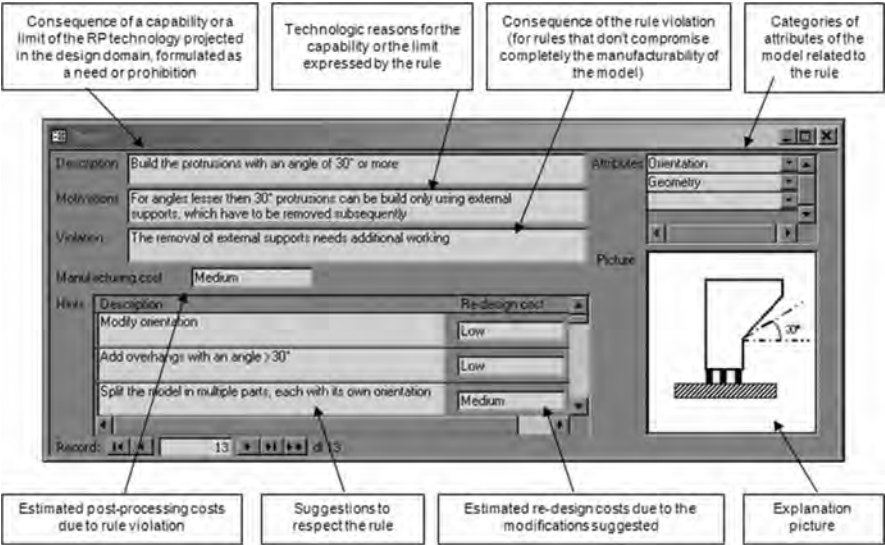 Consequence of a capability or a
limit of the RP technology projected
in the design domain, formulated as
a need or prohibition
Technologic reasons for the
capability or the limit
expressed by the rule
Consequence of the rule violation
(for rules that don't compromise
completely the manufacturability of
the model)
Categories of
attributes of the
model related to
the rule
Description
Build the protrusions with an angle of 30° or more
Attributes
Orientation
Geometry
Motivations
For angles lesser then 30° protrusions can be build only using external
supports, which have to be removed subsequently
Violation
The removal of external supports needs additional working
Picture
Manufacturing cost
Medium
Hints
Description
Re-design cost
Modify orientation
Low
Add overhangs with an angle > 30°
Low
Split the model in multiple parts, each with its own orientation
Medium
30°
Record:
13
di 13
Estimated post-processing costs
due to rule violation
Suggestions to
respect the rule
Estimated re-design costs due to the
modifications suggested
Explanation
picture